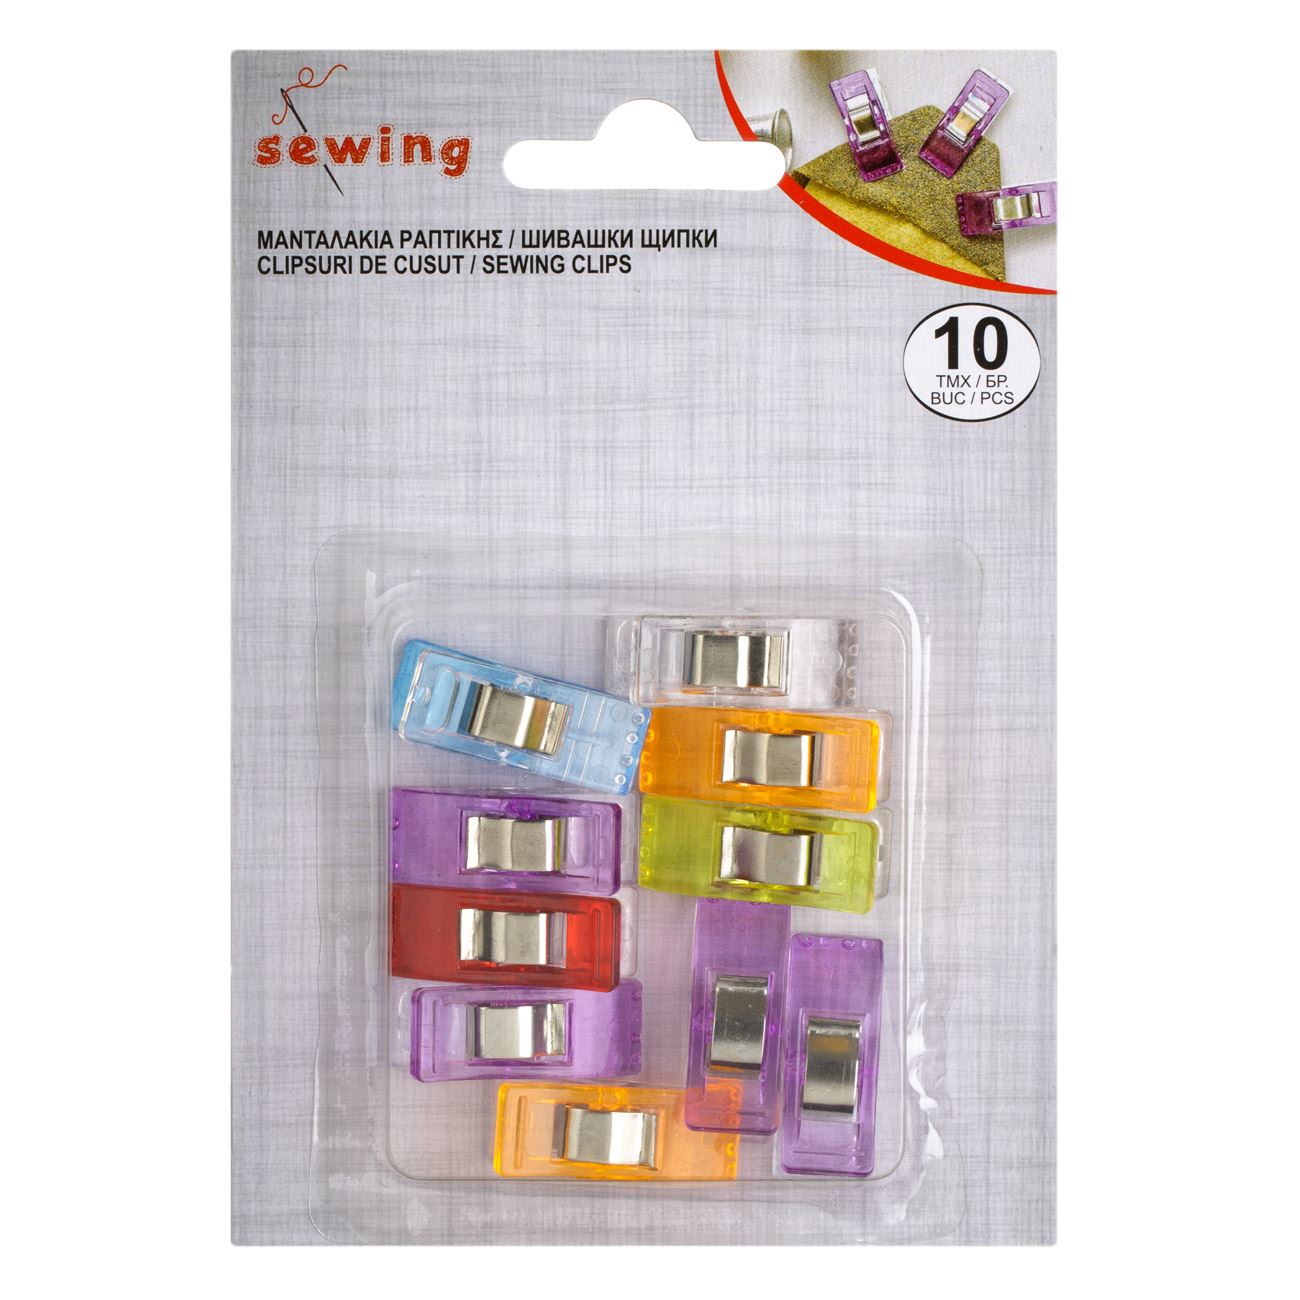 sewing
ΜΑΝΤΑΛΑΚΙΑ ΡΑΠΤΙΚΗΣ / ШИВАШКИ ЩИПКИ
CLIPSURI DE CUSUT / SEWING CLIPS
10
ΤΜΧ / БР.
BUC / PCS